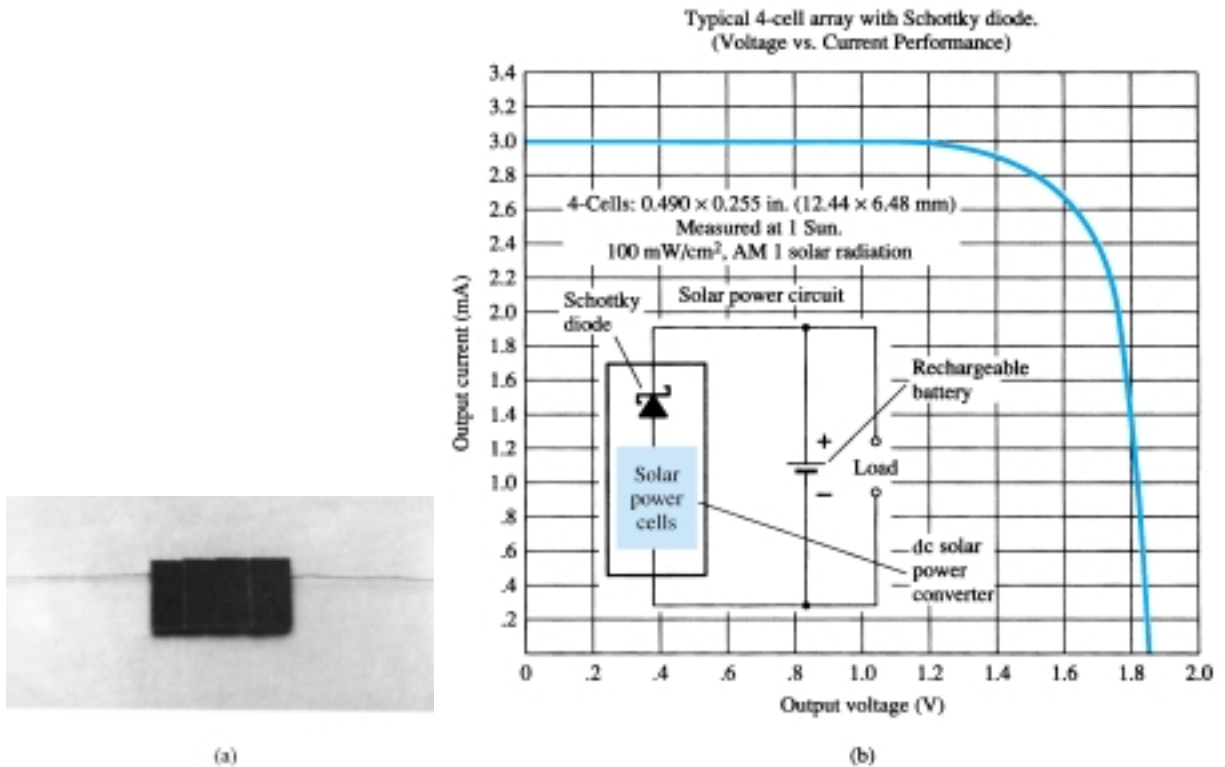 Typical 4-cell array with Schottky diode.
(Voltage vs. Current Performance)
3.4
3.2
3.0
2.8
2.6
2.4
2.2
2.0
1.8
1.6
1.4
1.2
1.0
.8
.6
.4
.2
Output current (mA)
4-Cells: 0.490 × 0.255 in. (12.44 × 6.48 mm)
Measured at 1 Sun.
100 mW/cm², AM 1 solar radiation
Solar power circuit
Schottky
diode
Rechargeable
battery
+
Load
−
Solar
power
cells
dc solar
power
converter
0 .2 .4 .6 .8 1.0 1.2 1.4 1.6 1.8 2.0
Output voltage (V)
(a)
(b)